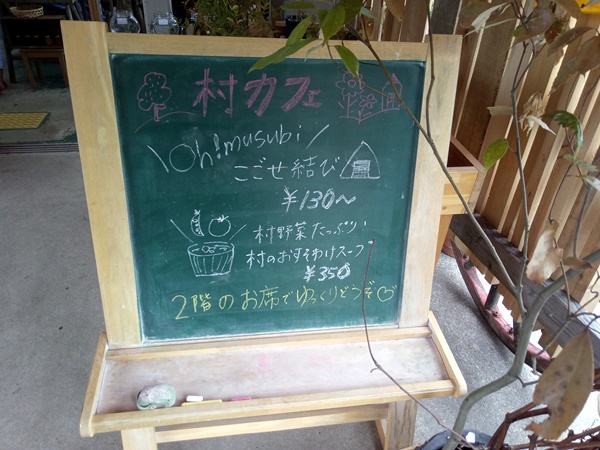 村カフェ
Oh!musubi
こごせ結び
¥130〜
村野菜たっぷり
村のおすそわけスープ
¥350
2階のお席でゆっくりどうぞ♡